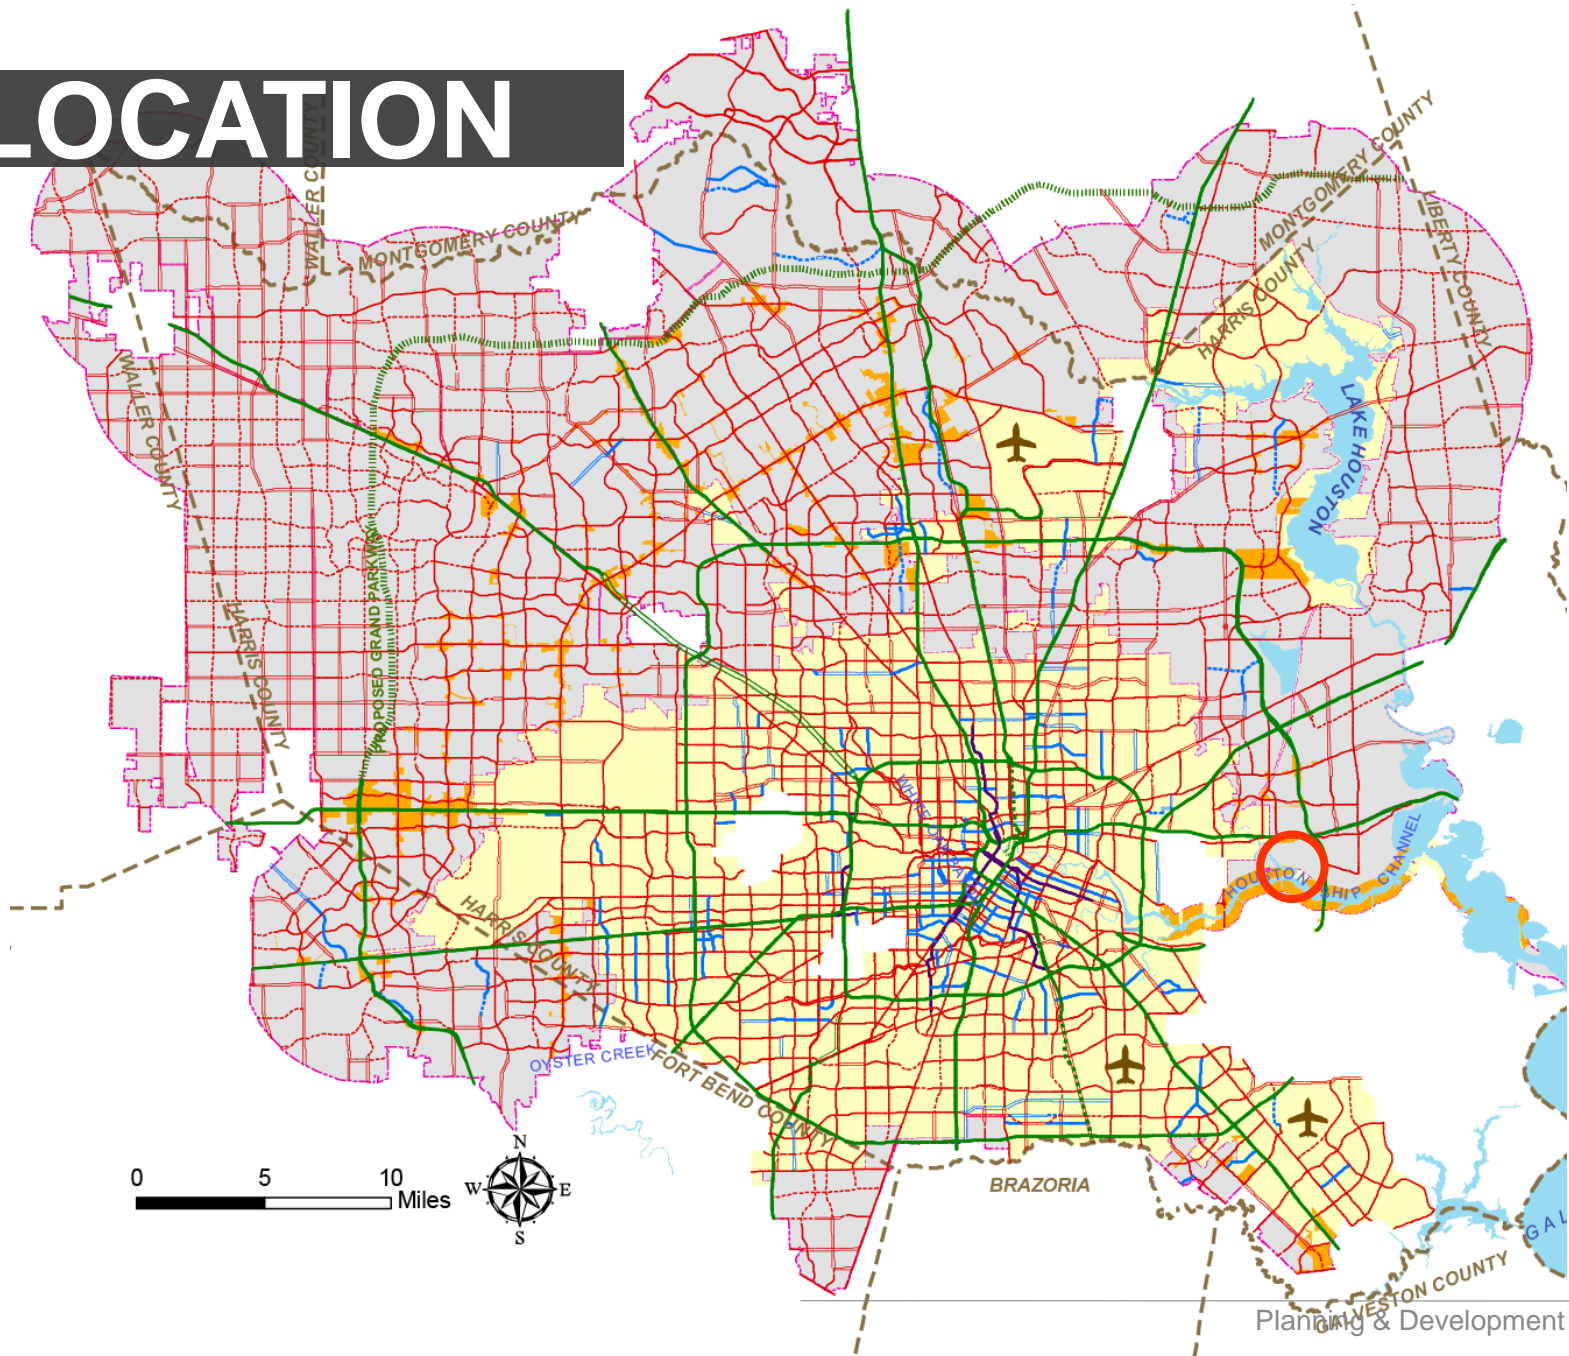 LOCATION
WALLER COUNTY
MONTGOMERY COUNTY
MONTGOMERY COUNTY
HARRIS COUNTY
LIBERTY COUNTY
WALLER COUNTY
LAKE HOUSTON
PROPOSED GRAND PARKWAY
HARRIS COUNTY
HOUSTON SHIP CHANNEL
HARRIS COUNTY
OYSTER CREEK
FORT BEND COUNTY
N
W E
S
0 5 10
Miles
BRAZORIA
GAL
GALVESTON COUNTY
Planning & Development